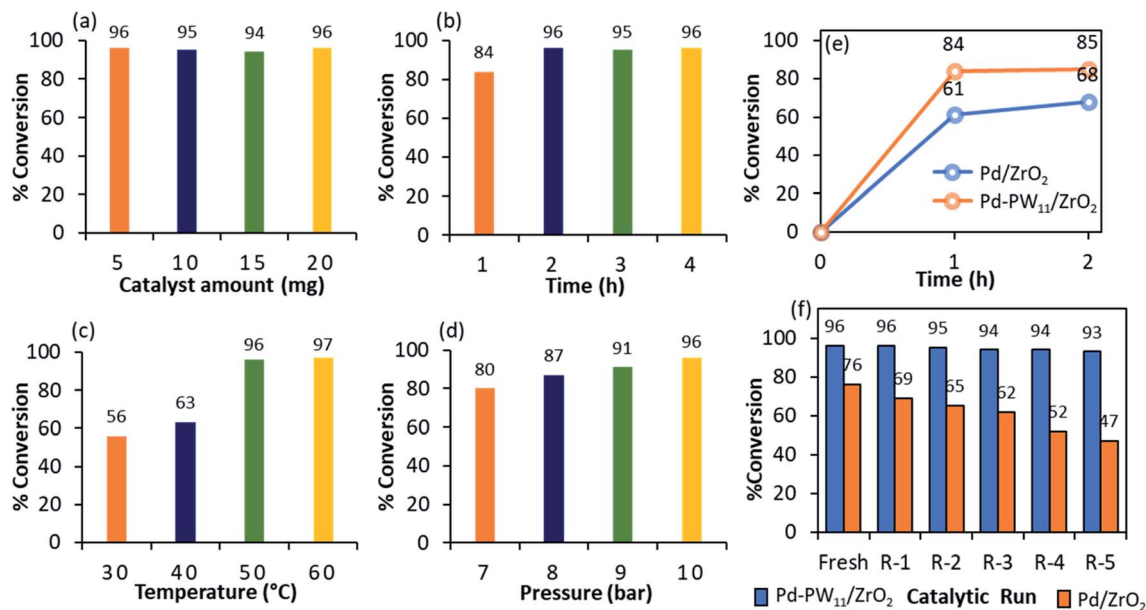 (a)
96 95 94 96
% Conversion
100
80
60
40
20
0
5 10 15 20
Catalyst amount (mg)
(b)
84 96 95 96
% Conversion
100
80
60
40
20
0
1 2 3 4
Time (h)
(e)
84 85
61 68
% Conversion
100
80
60
40
20
0
Pd/ZrO2
Pd-PW11/ZrO2
0 1 2
Time (h)
(c)
56 63 96 97
% Conversion
100
80
60
40
20
0
30 40 50 60
Temperature (°C)
(d)
80 87 91 96
% Conversion
100
80
60
40
20
0
7 8 9 10
Pressure (bar)
(f)
96 96 95 94 94 93
76 69 65 62 52 47
%Conversion
100
80
60
40
20
0
Fresh R-1 R-2 R-3 R-4 R-5
Pd-PW11/ZrO2 Catalytic Run Pd/ZrO2